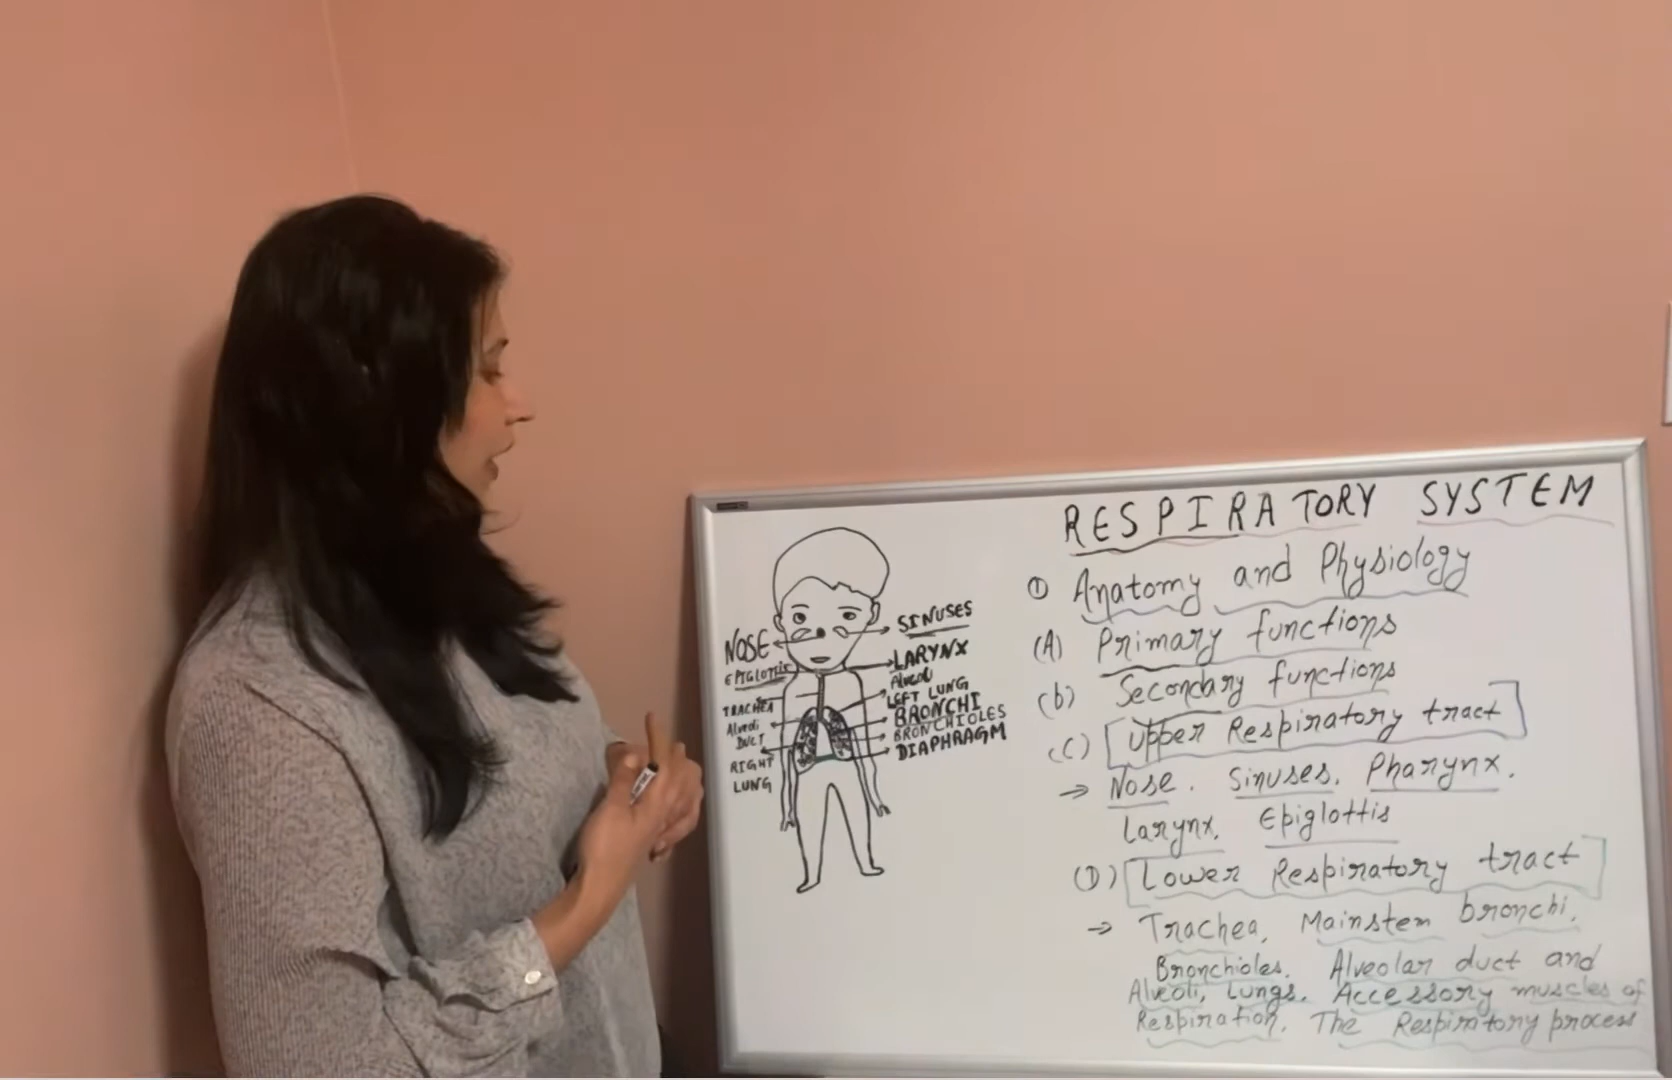 RESPIRATORY SYSTEM
① Anatomy and Physiology
(A) Primary functions
(b) Secondary functions
(C) [Upper Respiratory tract]
→ Nose. Sinuses. Pharynx.
Larynx. Epiglottis
(D) [Lower Respiratory tract]
→ Trachea, Mainstem bronchi.
Bronchioles. Alveolar duct and
Alveoli, Lungs. Accessory muscles of
Respiration. The Respiratory process
NOSE
EPIGLOTTIS
TRACHEA
Alveoli
DUCT
RIGHT
LUNG
SINUSES
LARYNX
Alveoli
LEFT LUNG
BRONCHI
BRONCHIOLES
DIAPHRAGM